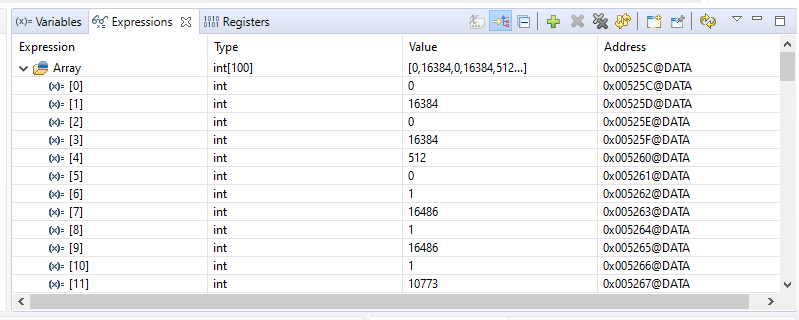 (x)= Variables Expressions Registers
Expression Type Value Address
Array int[100] [0,16384,0,16384,512...] 0x00525C@DATA
(x)= [0] int 0 0x00525C@DATA
(x)= [1] int 16384 0x00525D@DATA
(x)= [2] int 0 0x00525E@DATA
(x)= [3] int 16384 0x00525F@DATA
(x)= [4] int 512 0x005260@DATA
(x)= [5] int 0 0x005261@DATA
(x)= [6] int 1 0x005262@DATA
(x)= [7] int 16486 0x005263@DATA
(x)= [8] int 1 0x005264@DATA
(x)= [9] int 16486 0x005265@DATA
(x)= [10] int 1 0x005266@DATA
(x)= [11] int 10773 0x005267@DATA